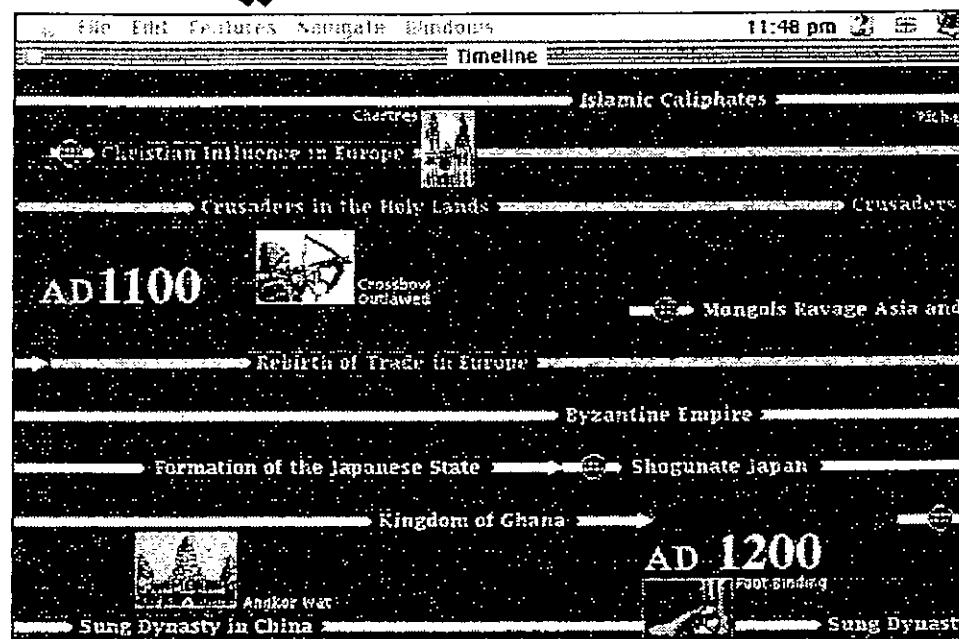 File Edit Features Navigate Windows 11:48 pm
Timeline
Islamic Caliphates
Chartres
Christian Influence in Europe
Crusaders in the Holy Lands Crusaders
AD 1100
Crossbow
Outlawed
Mongols Ravage Asia and
Rebirth of Trade in Europe
Byzantine Empire
Formation of the Japanese State Shogunate Japan
Kingdom of Ghana
AD 1200
Foot-Binding
Angkor Wat
Sung Dynasty in China Sung Dynast